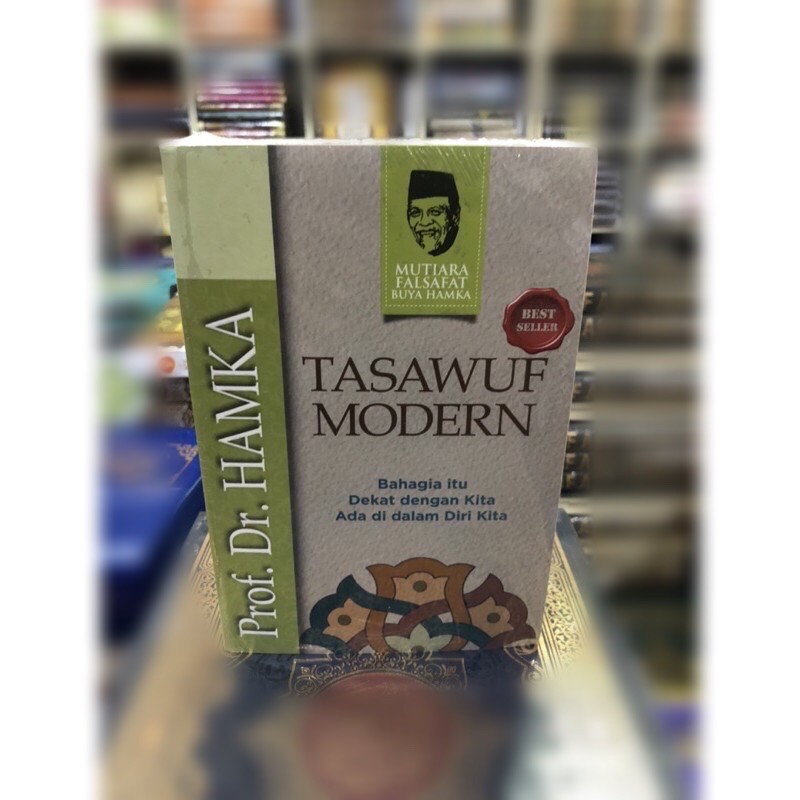 MUTIARA
FALSAFAT
BUYA HAMKA
BEST
SELLER
TASAWUF
MODERN
Bahagia itu
Dekat dengan Kita
Ada di dalam Diri Kita
Prof. Dr. HAMKA